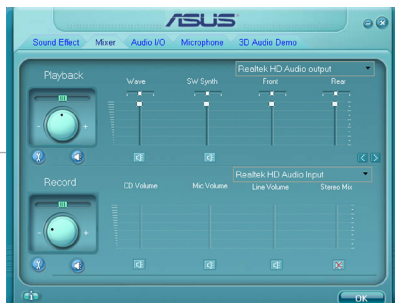 ASUS
Sound Effect Mixer Audio I/O Microphone 3D Audio Demo
Realtek HD Audio output
Playback
Wave SW Synth Front Rear
- +
Realtek HD Audio Input
Record
CD Volume Mic Volume Line Volume Stereo Mix
- +
OK